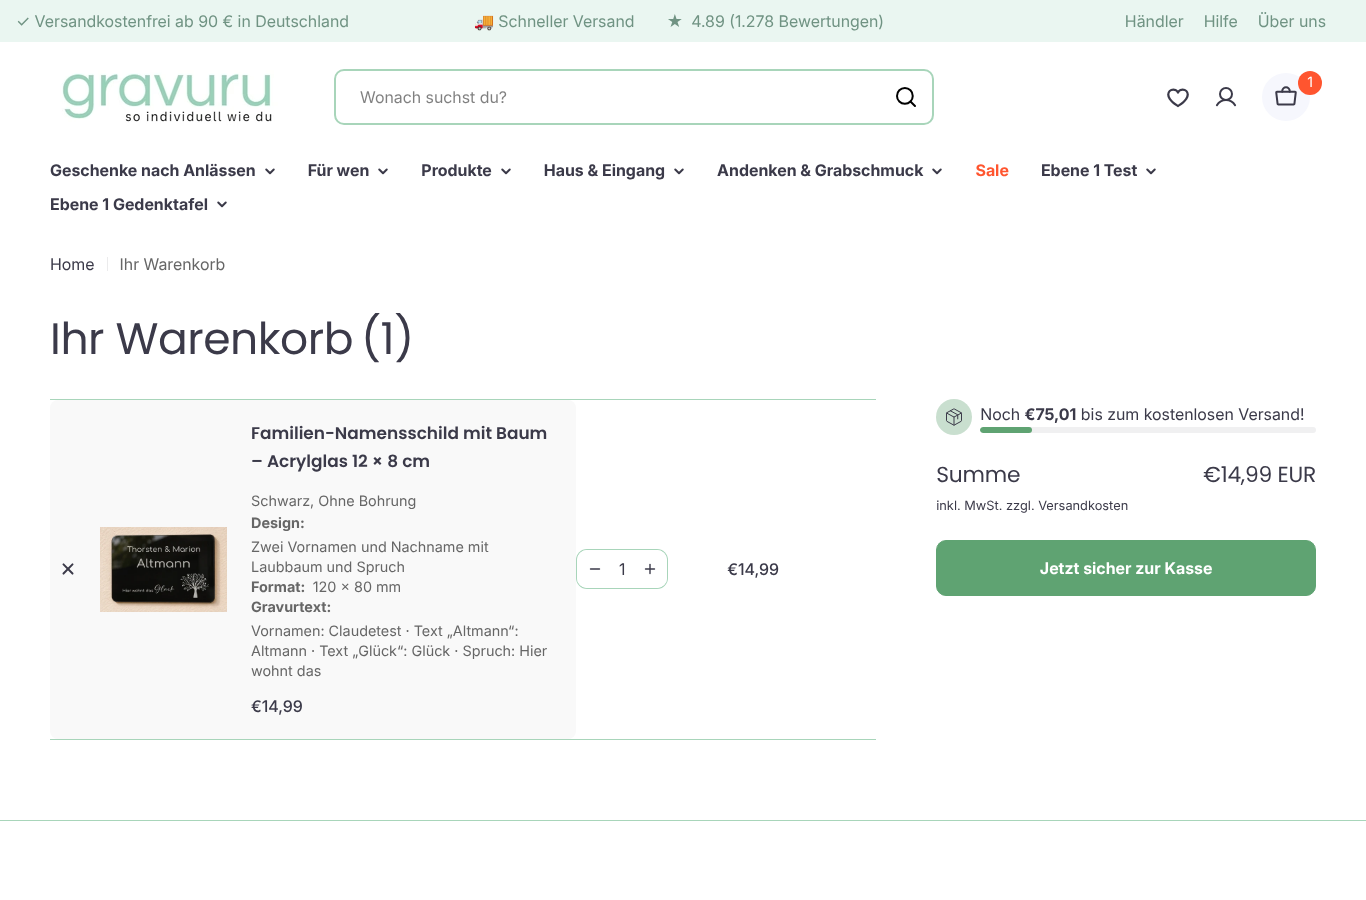 ✓ Versandkostenfrei ab 90 € in Deutschland
🚚 Schneller Versand
★ 4.89 (1.278 Bewertungen)
Händler Hilfe Über uns
gravuru
so individuell wie du
Wonach suchst du?
1
Geschenke nach Anlässen Für wen Produkte Haus & Eingang Andenken & Grabschmuck Sale Ebene 1 Test
Ebene 1 Gedenktafel
Home Ihr Warenkorb
Ihr Warenkorb (1)
Familien-Namensschild mit Baum
– Acrylglas 12 × 8 cm
Schwarz, Ohne Bohrung
Design:
Zwei Vornamen und Nachname mit
Laubbaum und Spruch
Format: 120 × 80 mm
Gravurtext:
Vornamen: Claudetest · Text „Altmann“:
Altmann · Text „Glück“: Glück · Spruch: Hier
wohnt das
€14,99
Thorsten & Marion
Altmann
Hier wohnt das Glück
− 1 +
€14,99
Noch €75,01 bis zum kostenlosen Versand!
Summe €14,99 EUR
inkl. MwSt. zzgl. Versandkosten
Jetzt sicher zur Kasse